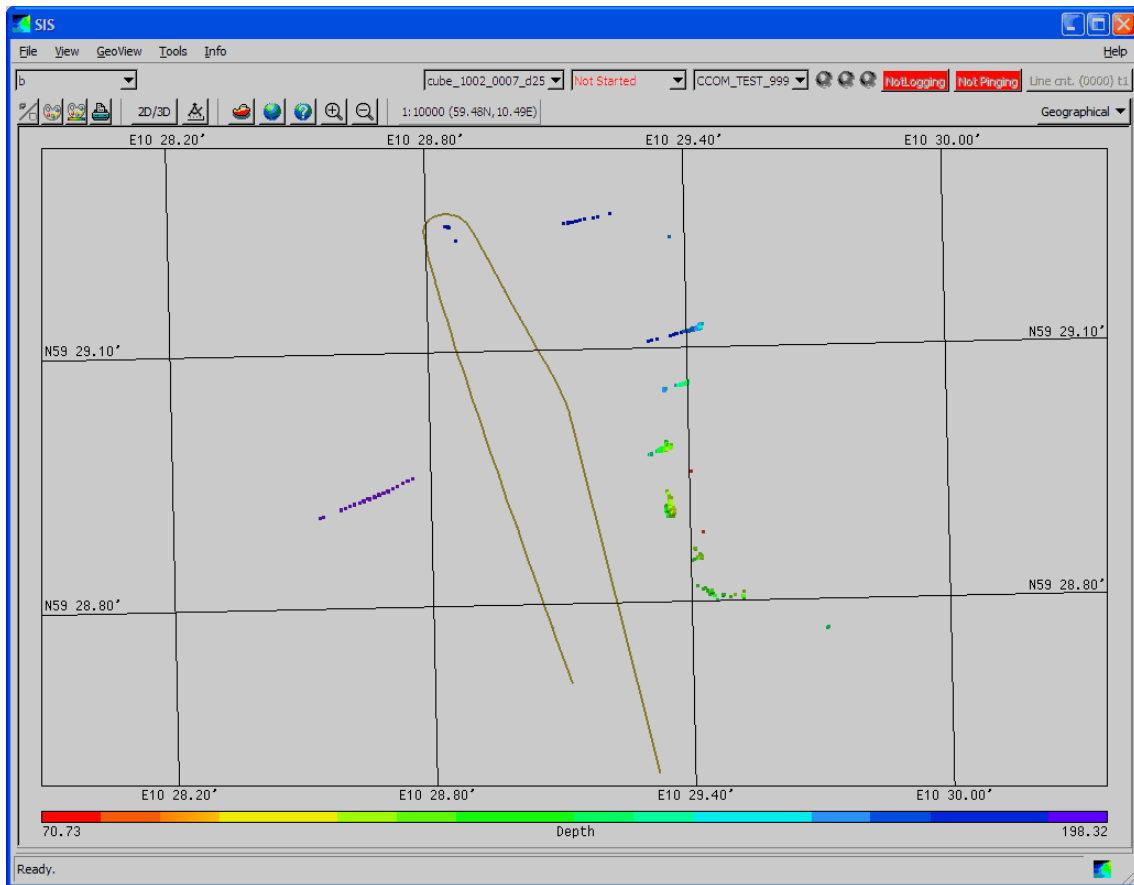 SIS
File View GeoView Tools Info Help
b cube_1002_0007_d25 Not Started CCOM_TEST_999 NotLogging Not Pinging Line cnt. (0000) t1
2D/3D 1:10000 (59.48N, 10.49E) Geographical
E10 28.20' E10 28.80' E10 29.40' E10 30.00'
N59 29.10' N59 29.10'
N59 28.80' N59 28.80'
E10 28.20' E10 28.80' E10 29.40' E10 30.00'
70.73 Depth 198.32
Ready.